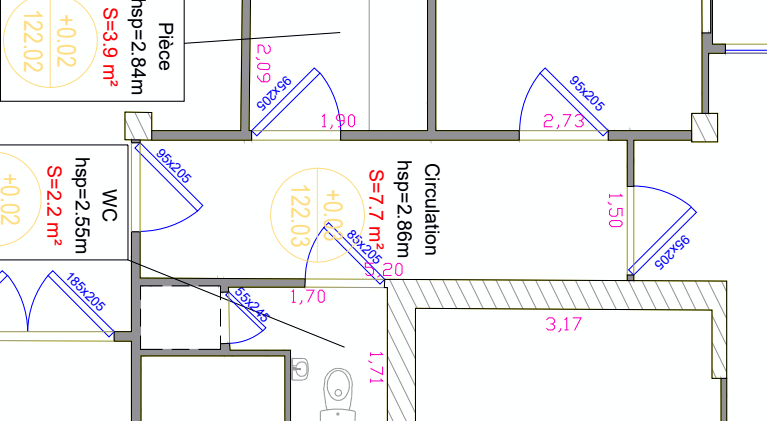 Pièce
hsp=2.84m
S=3.9 m²
+0.02
122.02
2,09
95x205
1,90
95x205
2,73
WC
hsp=2.55m
S=2.2 m²
+0.02
95x205
Circulation
hsp=2.86m
S=7.7 m²
122.03
85x205
5,20
1,50
95x205
185x205
55x245
1,70
1,71
3,17